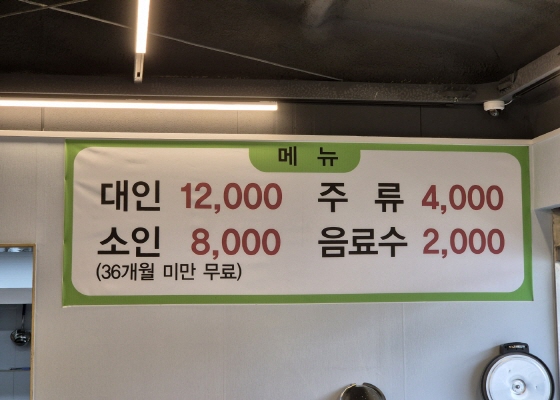 메 뉴
대인 12,000 주 류 4,000
소인 8,000 음료수 2,000
(36개월 미만 무료)